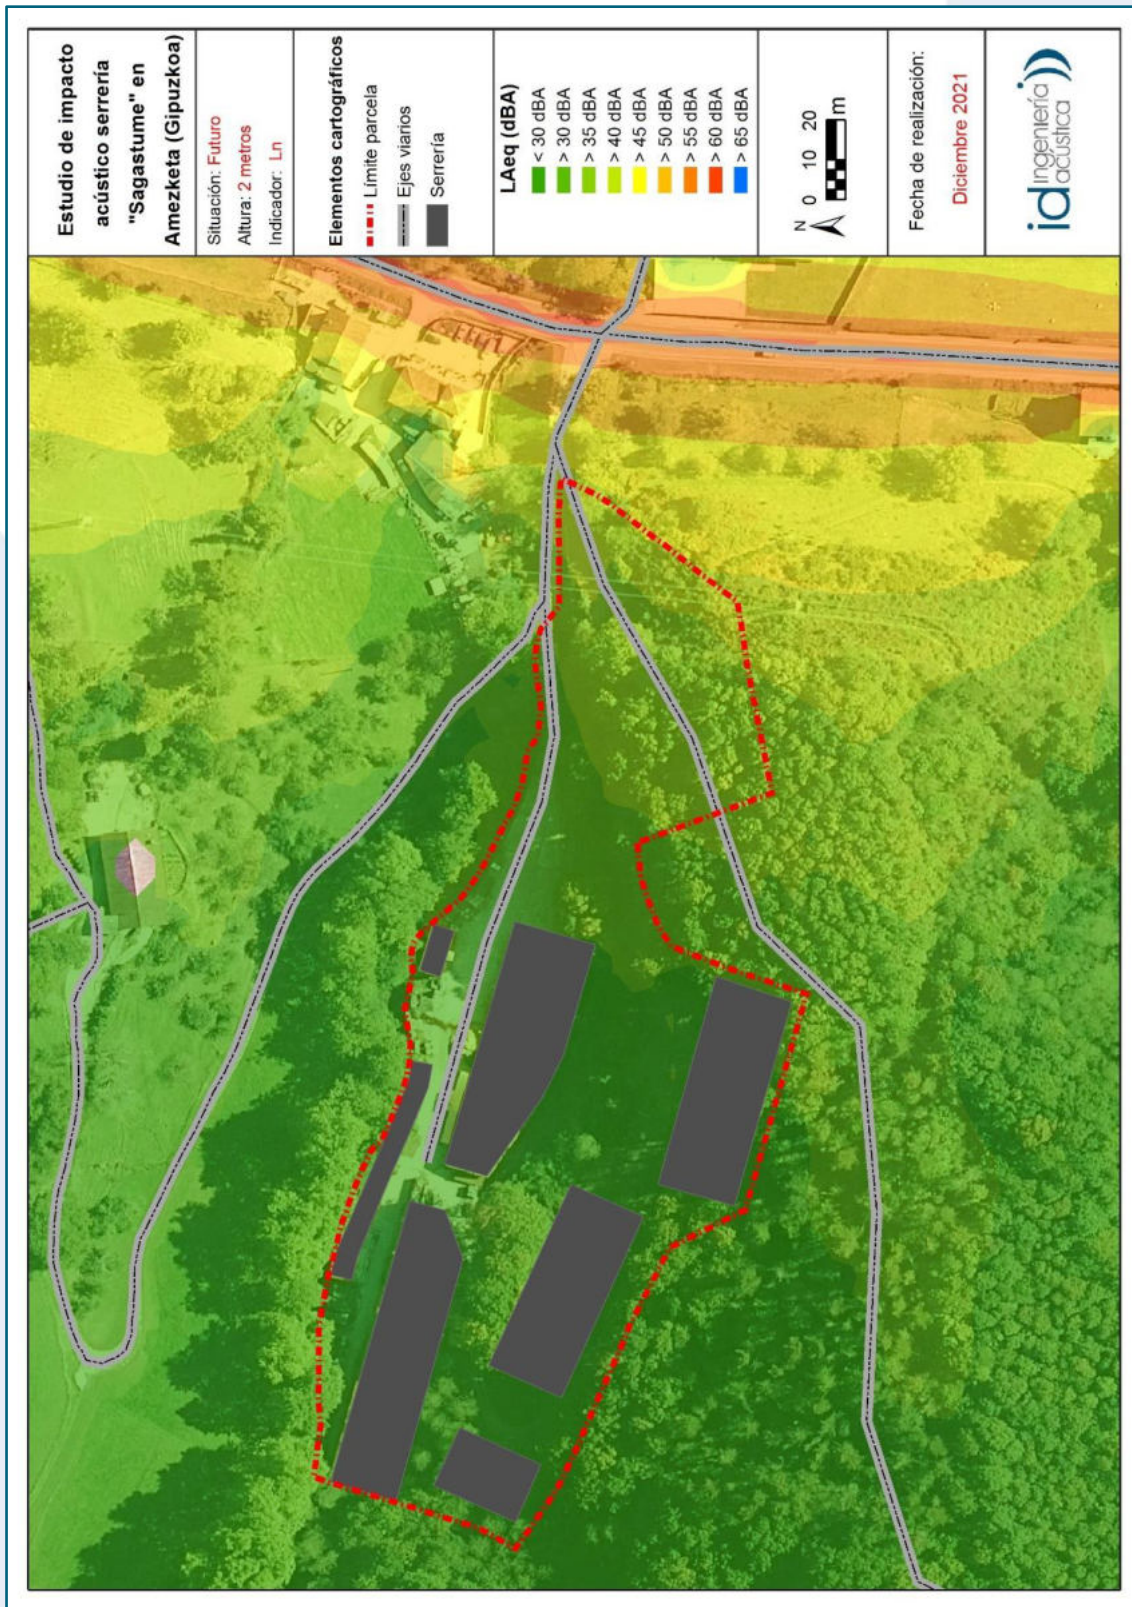 Estudio de impacto
acústico serrería
"Sagastume" en
Amezketa (Gipuzkoa)
Situación: Futuro
Altura: 2 metros
Indicador: Ln
Elementos cartográficos
Límite parcela
Ejes viarios
Serrería
LAeq (dBA)
< 30 dBA
> 30 dBA
> 35 dBA
> 40 dBA
> 45 dBA
> 50 dBA
> 55 dBA
> 60 dBA
> 65 dBA
N
0 10 20
m
Fecha de realización:
Diciembre 2021
id Ingeniería
acústica